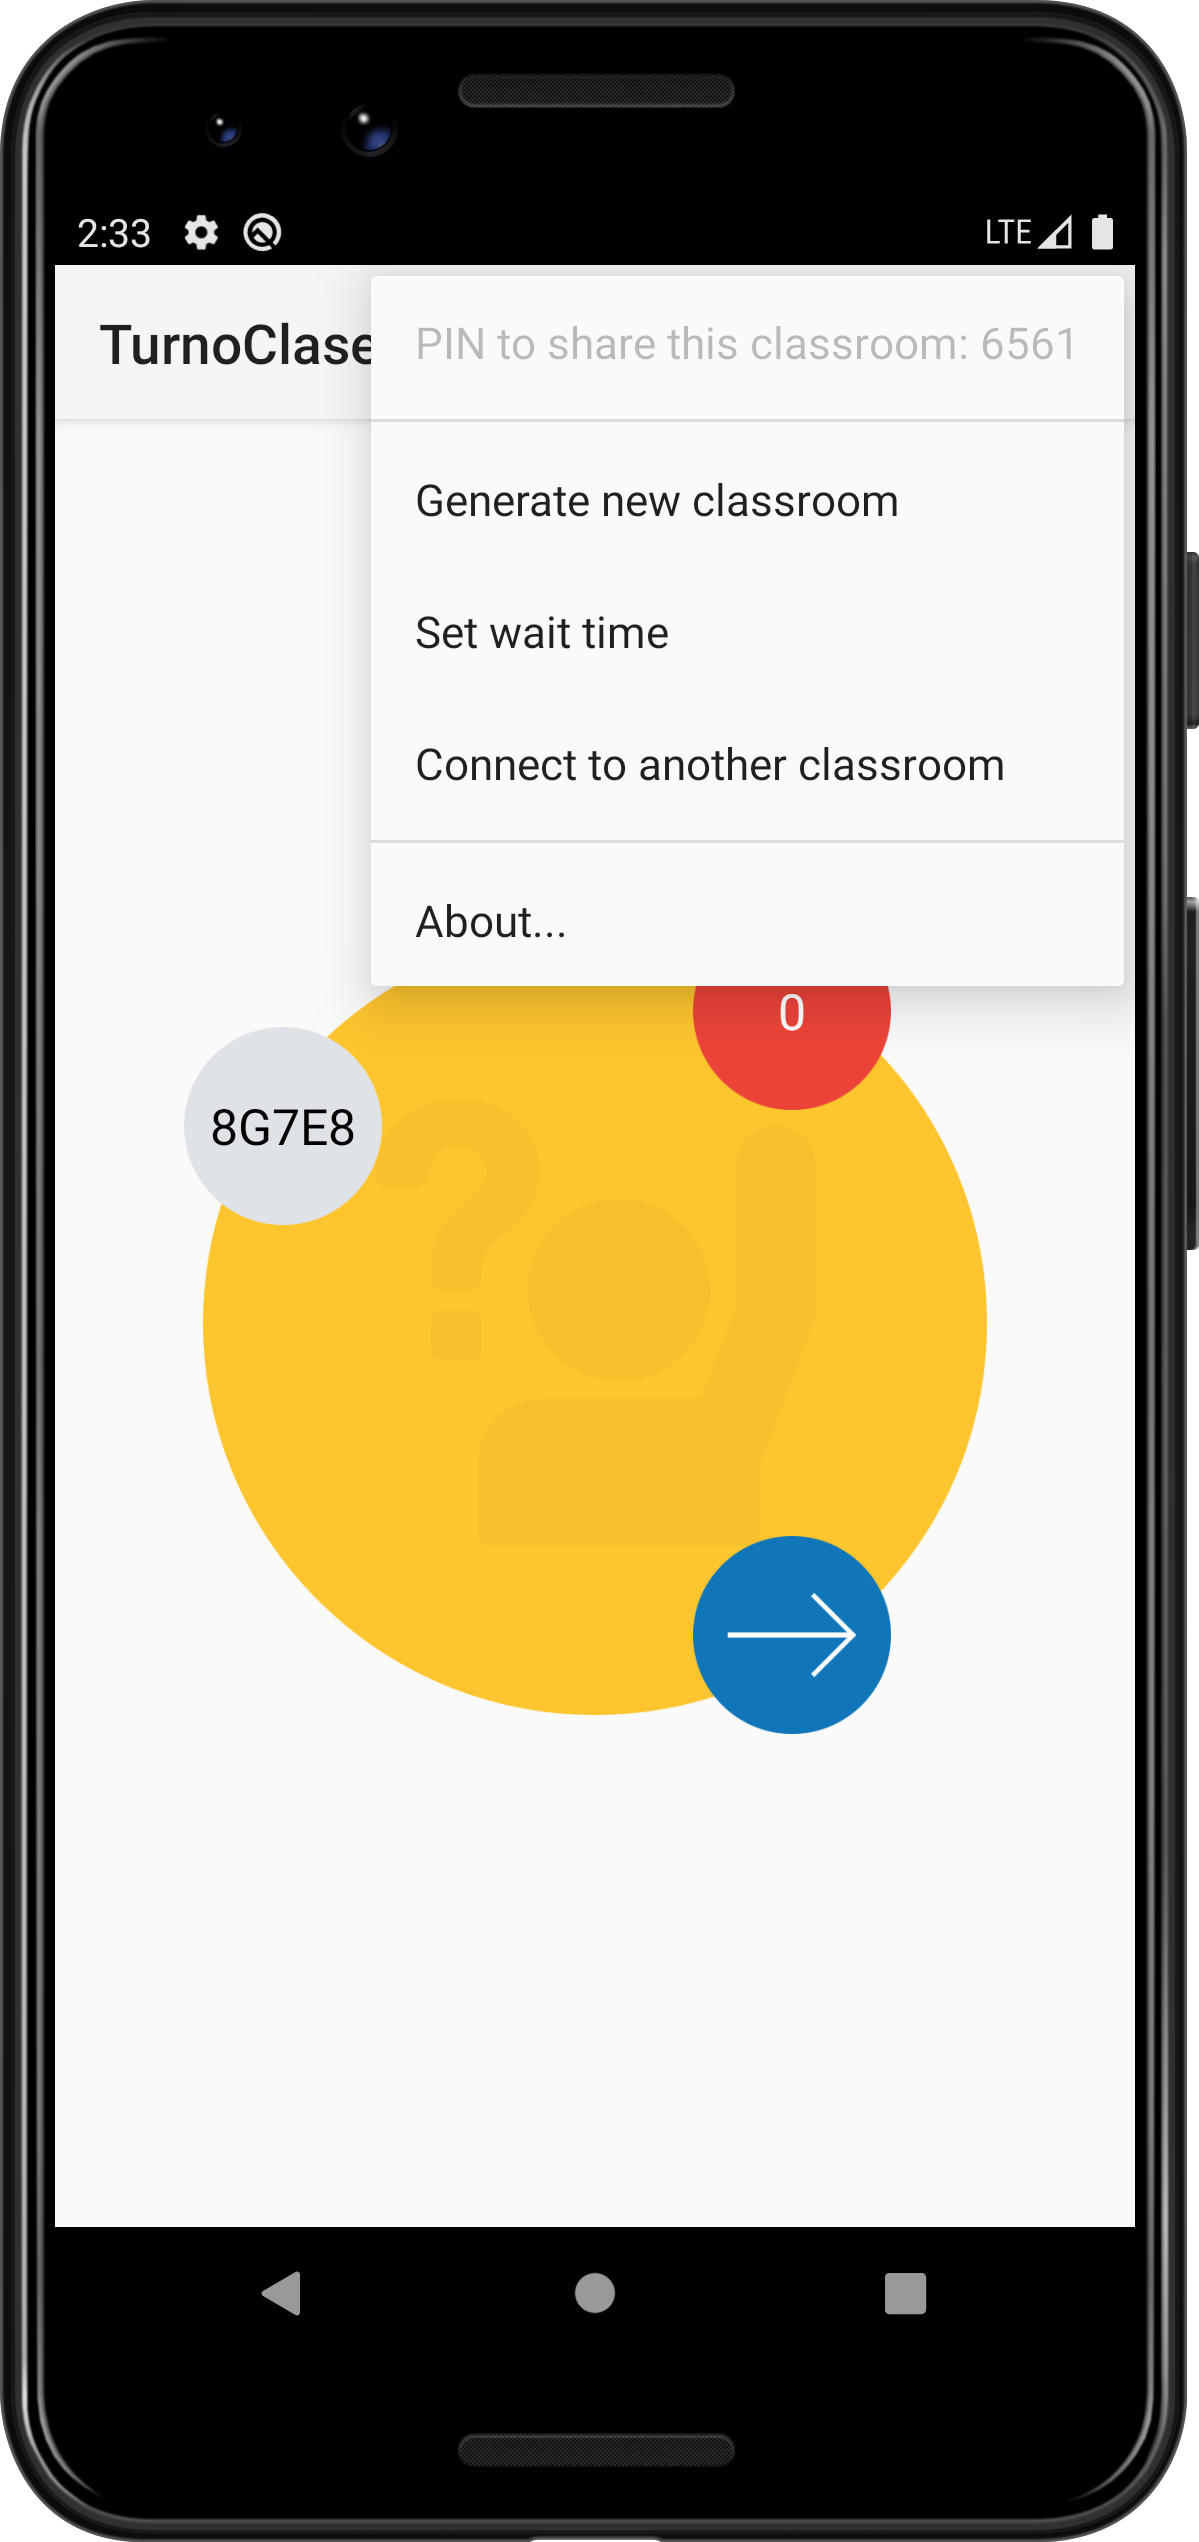 2:33
LTE
TurnoClase
PIN to share this classroom: 6561
Generate new classroom
Set wait time
Connect to another classroom
About...
0
8G7E8